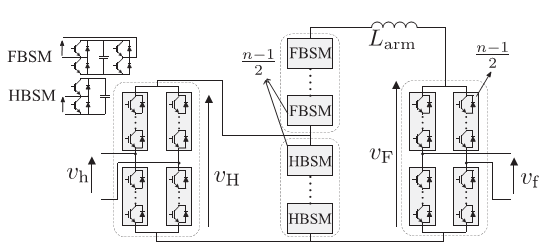 FBSM
HBSM
n−1
2
FBSM
FBSM
HBSM
HBSM
L_arm
n−1
2
v_h
v_H
v_F
v_f